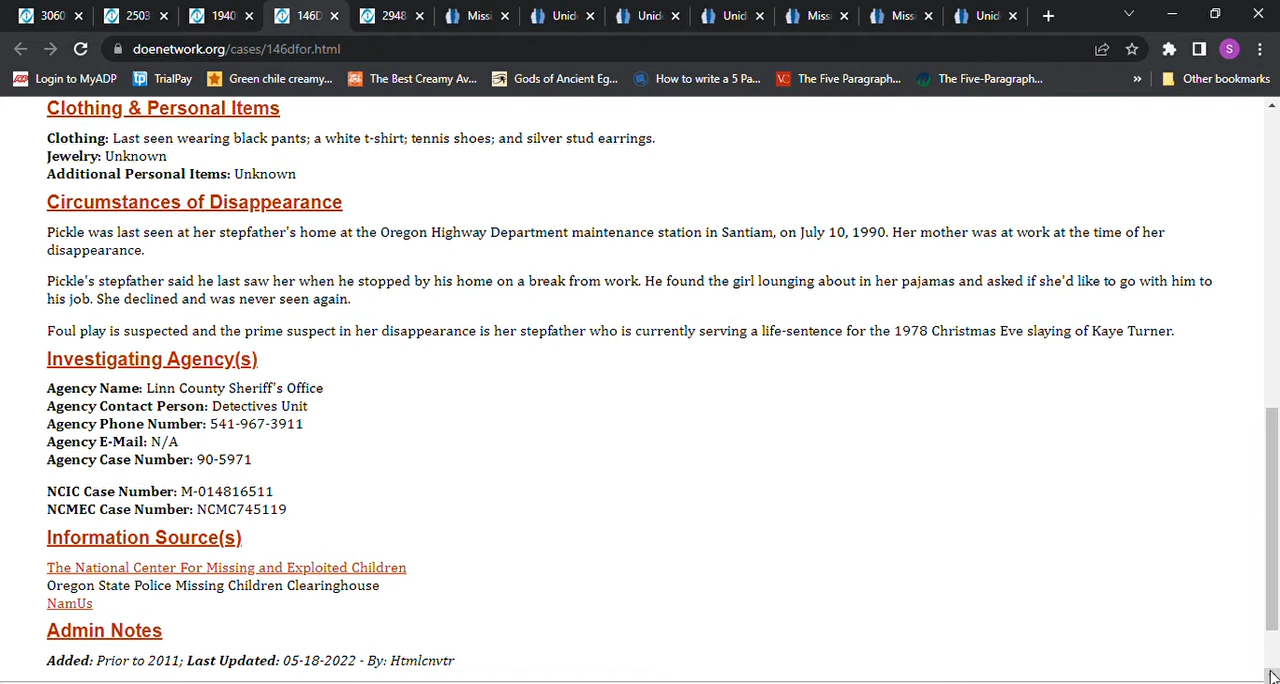 3060
2503
1940
146D
2948
Missi
Unid
Unid
Unid
Missi
Missi
Unid
doenetwork.org/cases/146dfor.html
S
Login to MyADP
TrialPay
Green chile creamy...
The Best Creamy Av...
Gods of Ancient Eg...
How to write a 5 Pa...
VC The Five Paragraph...
The Five-Paragraph...
» Other bookmarks
Clothing & Personal Items
Clothing: Last seen wearing black pants; a white t-shirt; tennis shoes; and silver stud earrings.
Jewelry: Unknown
Additional Personal Items: Unknown
Circumstances of Disappearance
Pickle was last seen at her stepfather's home at the Oregon Highway Department maintenance station in Santiam, on July 10, 1990. Her mother was at work at the time of her
disappearance.
Pickle's stepfather said he last saw her when he stopped by his home on a break from work. He found the girl lounging about in her pajamas and asked if she'd like to go with him to
his job. She declined and was never seen again.
Foul play is suspected and the prime suspect in her disappearance is her stepfather who is currently serving a life-sentence for the 1978 Christmas Eve slaying of Kaye Turner.
Investigating Agency(s)
Agency Name: Linn County Sheriff's Office
Agency Contact Person: Detectives Unit
Agency Phone Number: 541-967-3911
Agency E-Mail: N/A
Agency Case Number: 90-5971
NCIC Case Number: M-014816511
NCMEC Case Number: NCMC745119
Information Source(s)
The National Center For Missing and Exploited Children
Oregon State Police Missing Children Clearinghouse
NamUs
Admin Notes
Added: Prior to 2011; Last Updated: 05-18-2022 - By: Htmlcnvtr